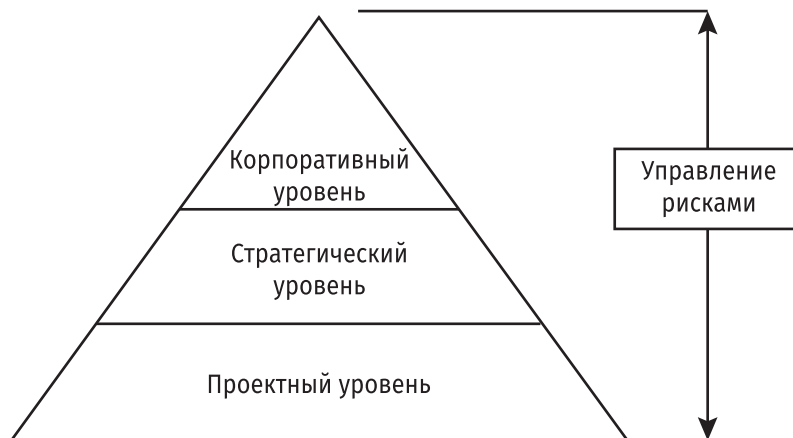 Корпоративный
уровень
Стратегический
уровень
Проектный уровень
Управление
рисками